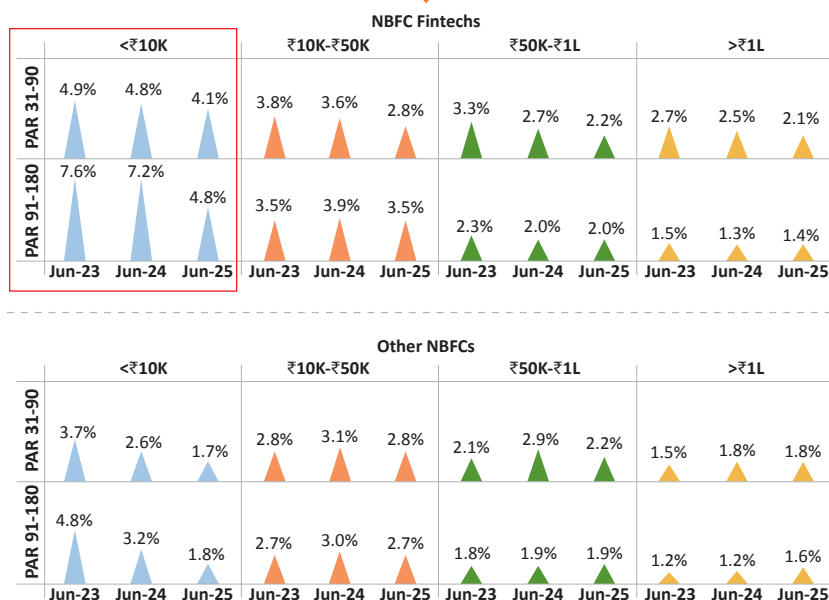 NBFC Fintechs
<₹10K ₹10K-₹50K ₹50K-₹1L >₹1L
PAR 31-90
4.9% 4.8% 4.1% 3.8% 3.6% 2.8% 3.3% 2.7% 2.2% 2.7% 2.5% 2.1%
PAR 91-180
7.6% 7.2% 4.8% 3.5% 3.9% 3.5% 2.3% 2.0% 2.0% 1.5% 1.3% 1.4%
Jun-23 Jun-24 Jun-25 Jun-23 Jun-24 Jun-25 Jun-23 Jun-24 Jun-25 Jun-23 Jun-24 Jun-25
Other NBFCs
<₹10K ₹10K-₹50K ₹50K-₹1L >₹1L
PAR 31-90
3.7% 2.6% 1.7% 2.8% 3.1% 2.8% 2.1% 2.9% 2.2% 1.5% 1.8% 1.8%
PAR 91-180
4.8% 3.2% 1.8% 2.7% 3.0% 2.7% 1.8% 1.9% 1.9% 1.2% 1.2% 1.6%
Jun-23 Jun-24 Jun-25 Jun-23 Jun-24 Jun-25 Jun-23 Jun-24 Jun-25 Jun-23 Jun-24 Jun-25